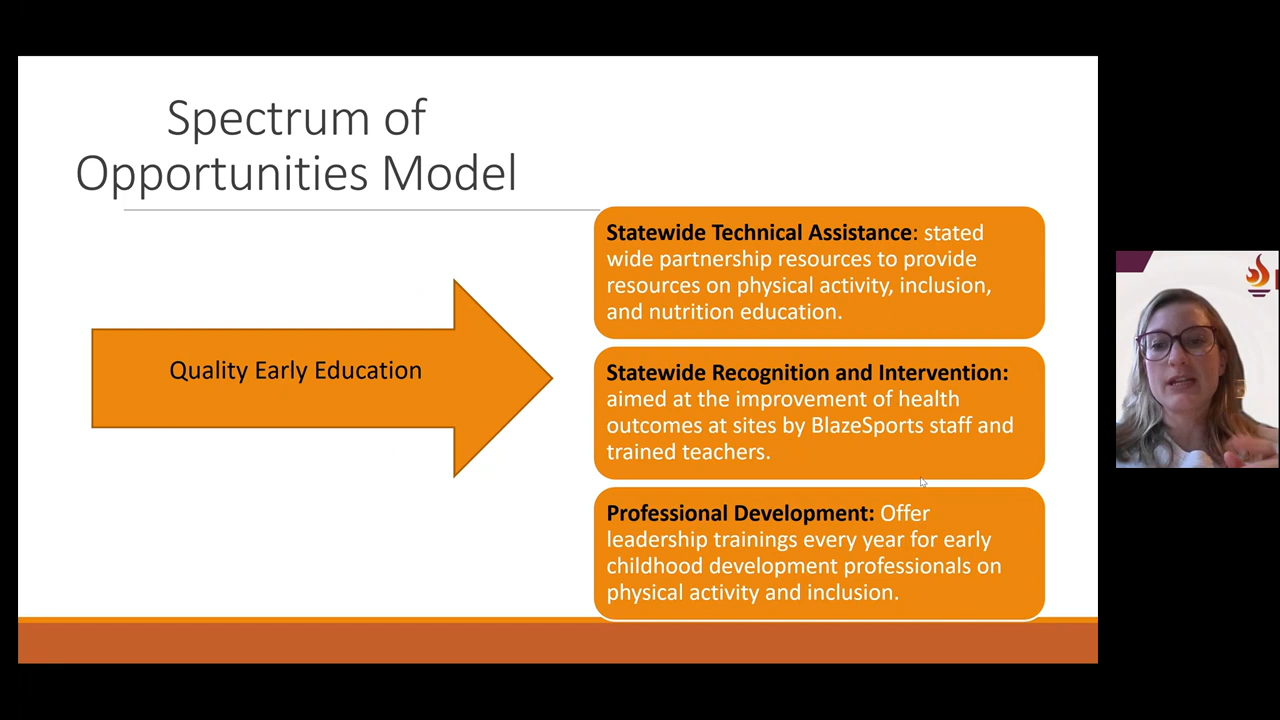 Spectrum of
Opportunities Model
Quality Early Education
Statewide Technical Assistance: stated
wide partnership resources to provide
resources on physical activity, inclusion,
and nutrition education.
Statewide Recognition and Intervention:
aimed at the improvement of health
outcomes at sites by BlazeSports staff and
trained teachers.
Professional Development: Offer
leadership trainings every year for early
childhood development professionals on
physical activity and inclusion.